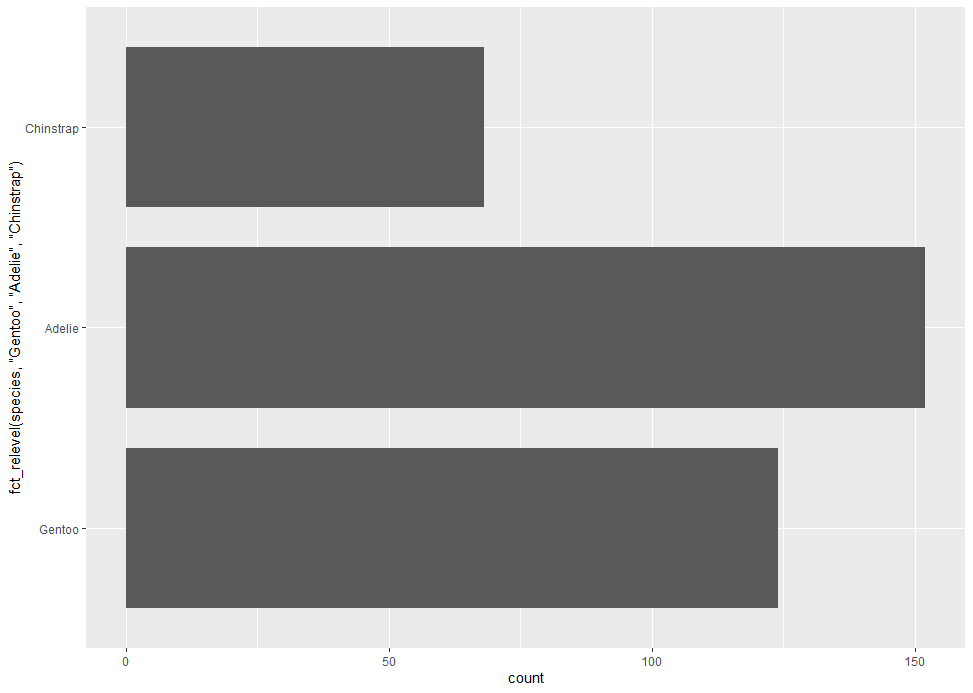 fct_relevel(species, "Gentoo", "Adelie", "Chinstrap")
Chinstrap
Adelie
Gentoo
0 50 100 150
count